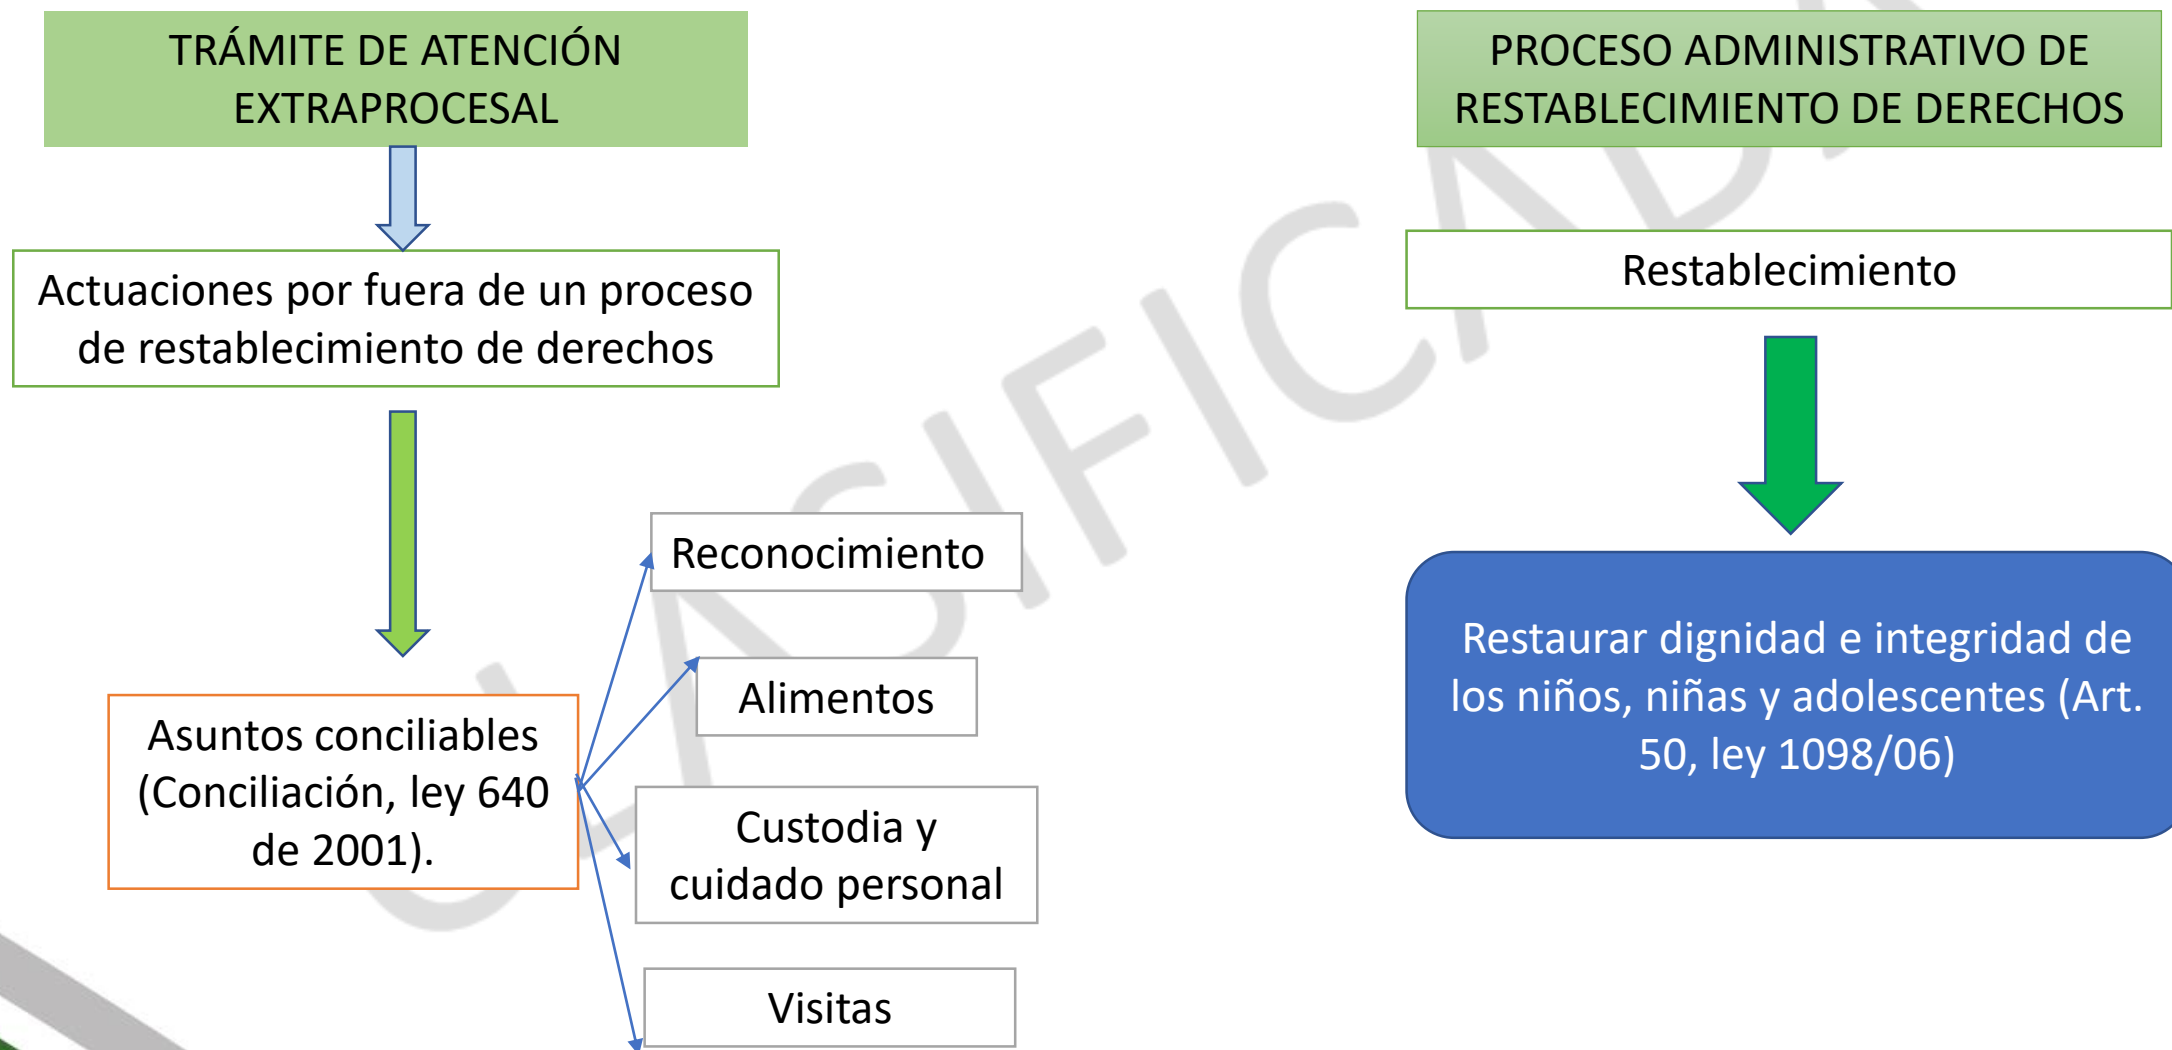 TRÁMITE DE ATENCIÓN
EXTRAPROCESAL
Actuaciones por fuera de un proceso
de restablecimiento de derechos
Asuntos conciliables
(Conciliación, ley 640
de 2001).
Reconocimiento
Alimentos
Custodia y
cuidado personal
Visitas
PROCESO ADMINISTRATIVO DE
RESTABLECIMIENTO DE DERECHOS
Restablecimiento
Restaurar dignidad e integridad de
los niños, niñas y adolescentes (Art.
50, ley 1098/06)
CLASIFICADA